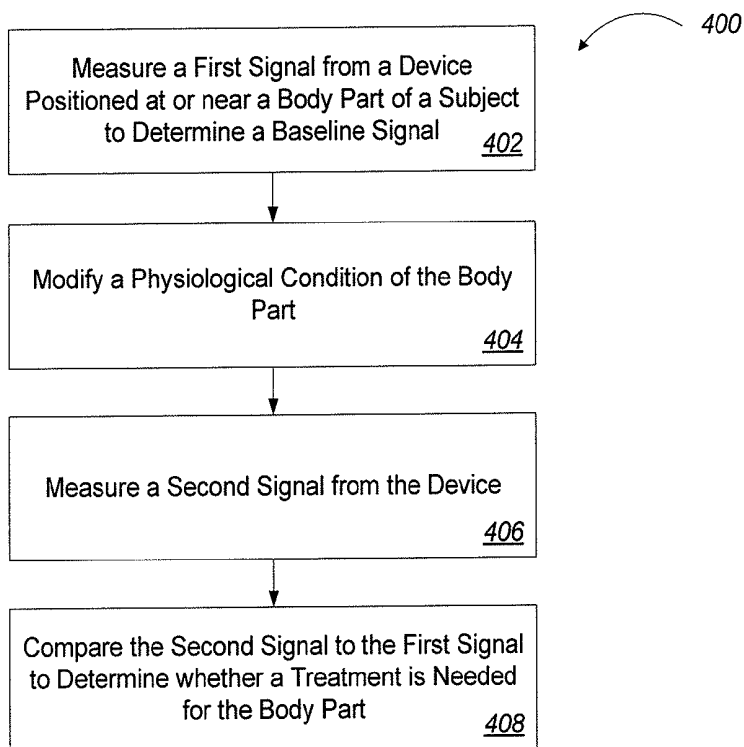 400
Measure a First Signal from a Device
Positioned at or near a Body Part of a Subject
to Determine a Baseline Signal
402
Modify a Physiological Condition of the Body
Part
404
Measure a Second Signal from the Device
406
Compare the Second Signal to the First Signal
to Determine whether a Treatment is Needed
for the Body Part
408